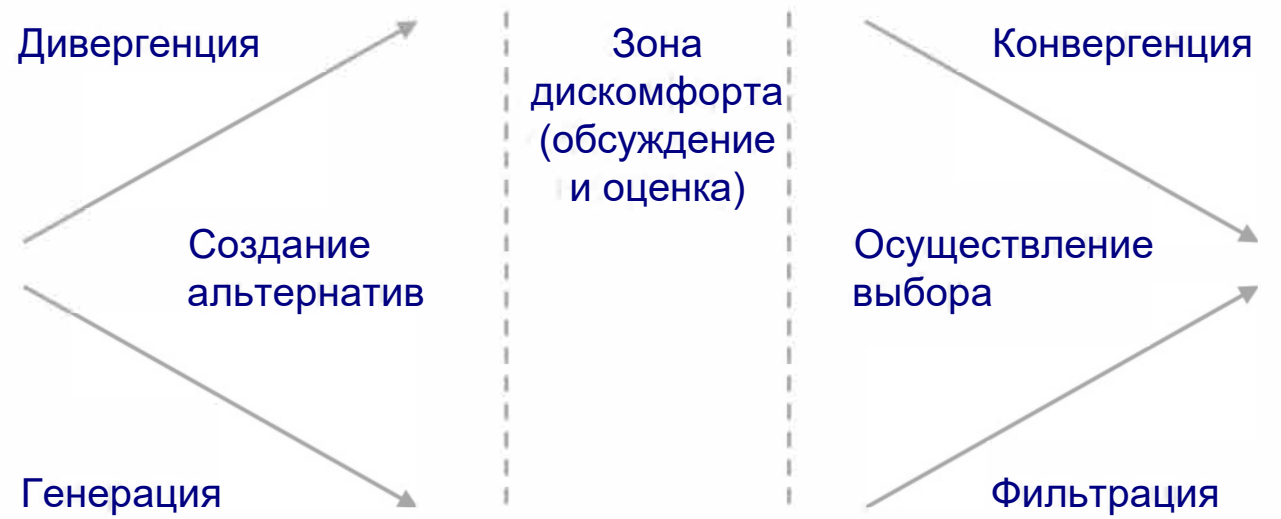 Дивергенция
Зона
дискомфорта
(обсуждение
и оценка)
Конвергенция
Создание
альтернатив
Осуществление
выбора
Генерация
Фильтрация